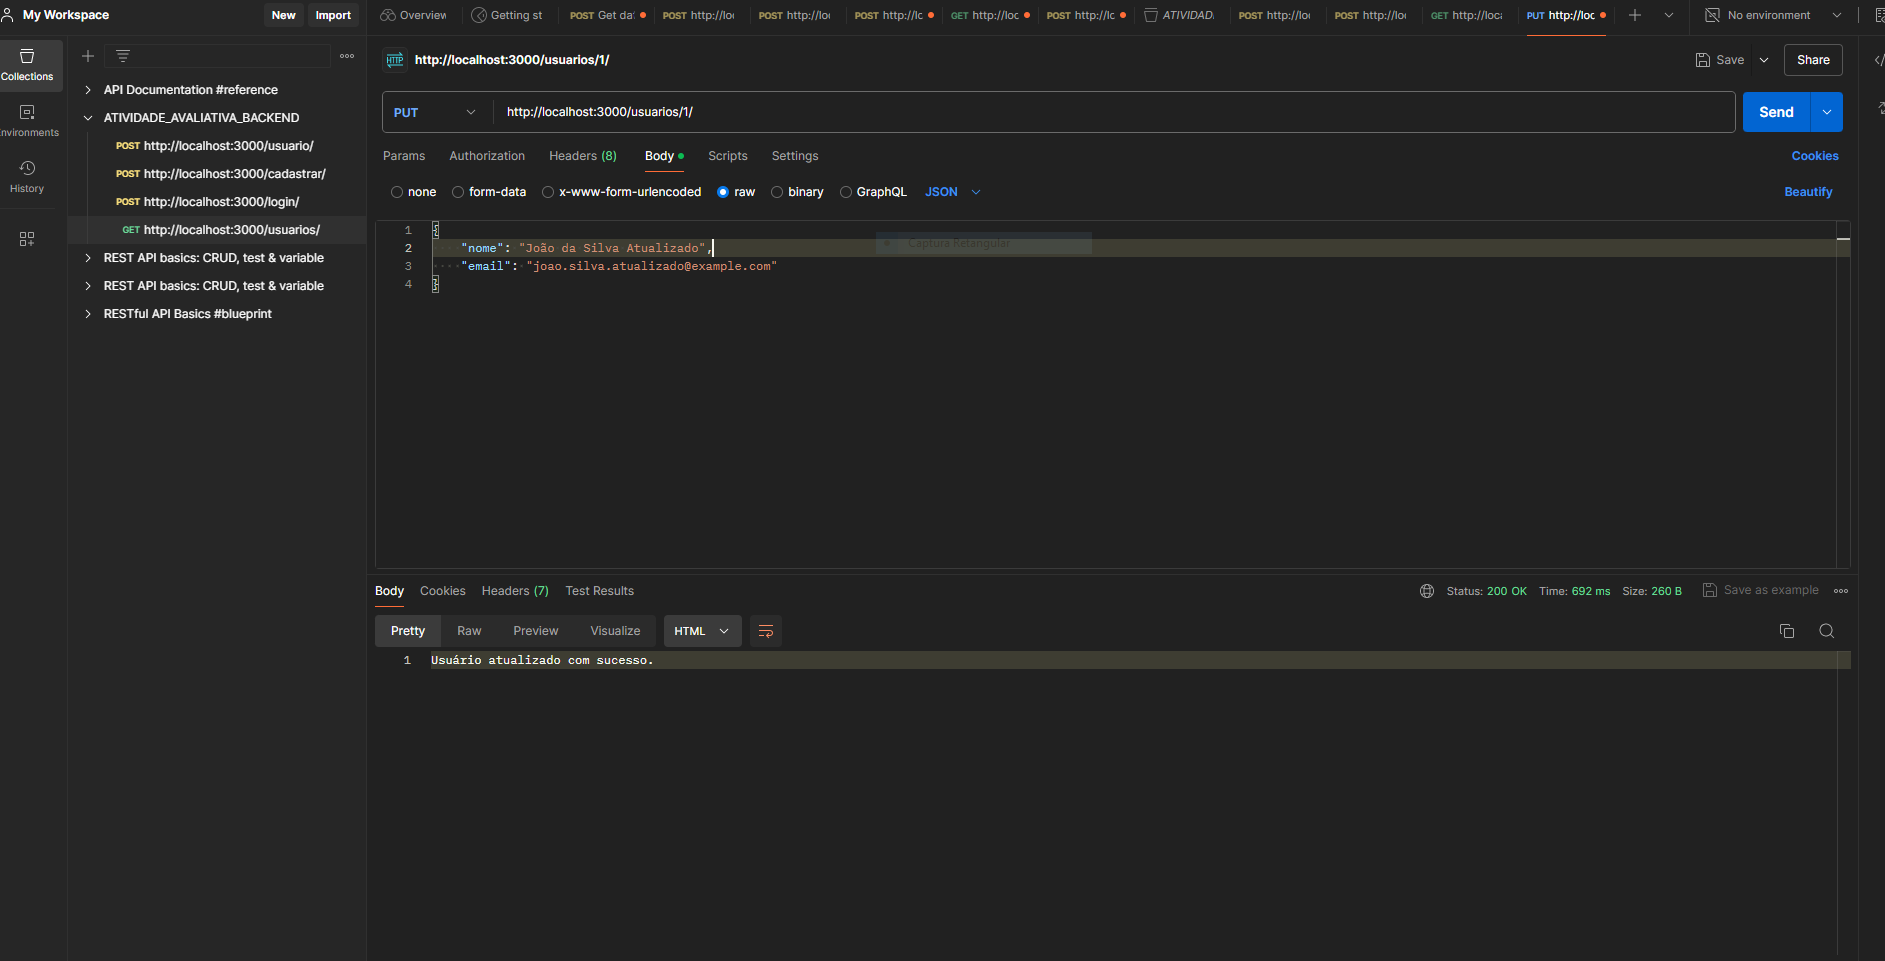 My Workspace
New
Import
Overview
Getting st
POST Get da
POST http://loc
POST http://loc
POST http://lc
GET http://loc
POST http://lc
ATIVIDAD
POST http://loc
POST http://loc
GET http://loca
PUT http://loc
No environment
Collections
Environments
History
API Documentation #reference
ATIVIDADE_AVALIATIVA_BACKEND
POST http://localhost:3000/usuario/
POST http://localhost:3000/cadastrar/
POST http://localhost:3000/login/
GET http://localhost:3000/usuarios/
REST API basics: CRUD, test & variable
REST API basics: CRUD, test & variable
RESTful API Basics #blueprint
HTTP http://localhost:3000/usuarios/1/
Save
Share
PUT
http://localhost:3000/usuarios/1/
Send
Params
Authorization
Headers (8)
Body
Scripts
Settings
Cookies
none
form-data
x-www-form-urlencoded
raw
binary
GraphQL
JSON
Beautify
1 {
2 "nome": "João da Silva Atualizado",
Captura Retangular
3 "email": "joao.silva.atualizado@example.com"
4 }
Body
Cookies
Headers (7)
Test Results
Status: 200 OK
Time: 692 ms
Size: 260 B
Save as example
Pretty
Raw
Preview
Visualize
HTML
1 Usuário atualizado com sucesso.